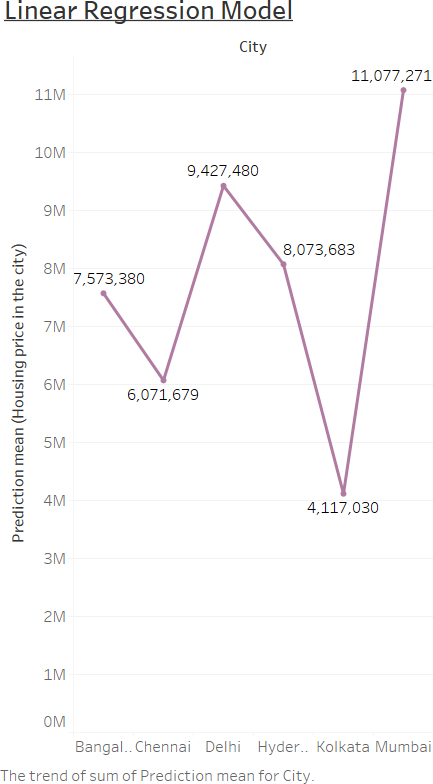 Linear Regression Model
City
11,077,271
11M
10M
9,427,480
9M
8,073,683
8M
7,573,380
7M
6,071,679
6M
5M
4,117,030
4M
3M
2M
1M
0M
Prediction mean (Housing price in the city)
Bangal.. Chennai Delhi Hyder.. Kolkata Mumbai
The trend of sum of Prediction mean for City.